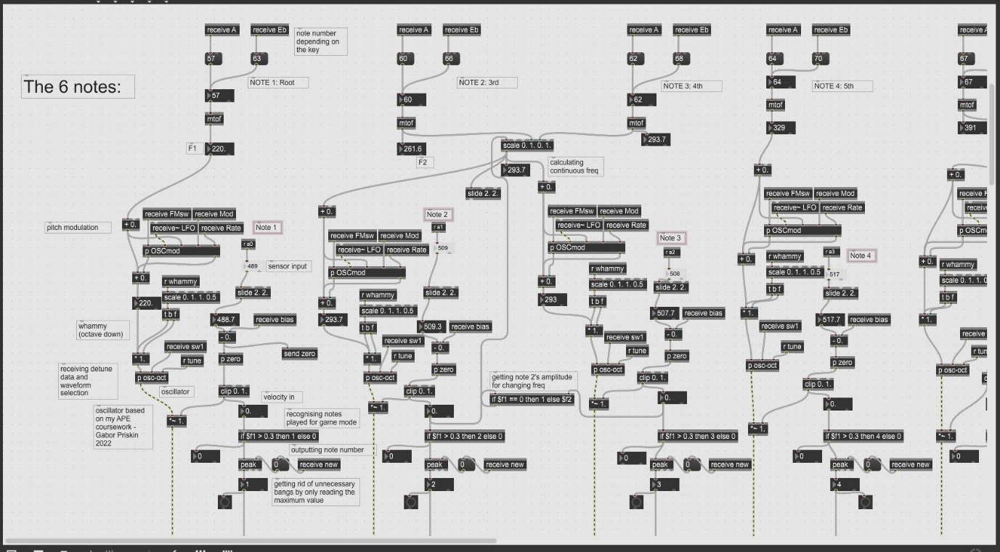 receive A
receive Eb
note number
depending on
the key
receive A
receive Eb
receive A
receive Eb
receive A
receive Eb
receive A
57
63
60
66
62
68
64
70
67
The 6 notes:
NOTE 1: Root
NOTE 2: 3rd
NOTE 3: 4th
NOTE 4: 5th
57
60
62
64
67
mtof
mtof
mtof
mtof
mtof
F1
220.
261.6
F2
scale 0. 1. 0. 1.
293.7
293.7
329
391
calculating
continuous freq
slide 2. 2.
+ 0.
+ 0.
+ 0.
+ 0.
+ 0.
pitch modulation
receive FMsw
receive Mod
receive~ LFO
receive Rate
p OSCmod
Note 1
r a0
489
sensor input
+ 0.
220.
r whammy
scale 0. 1. 1. 0.5
t b f
slide 2. 2.
488.7
receive bias
- 0.
whammy
(octave down)
receive sw1
r tune
* 1.
p osc-oct
p zero
send zero
receiving detune
data and
waveform
selection
oscillator
clip 0. 1.
velocity in
oscillator based
on my APE
coursework -
Gabor Priskin
2022
*~ 1.
0.
recognising notes
played for game mode
if $f1 > 0.3 then 1 else 0
outputting note number
0
peak
0
receive new
1
getting rid of unnecessary
bangs by only reading the
maximum value
Note 2
r a1
509
receive FMsw
receive Mod
receive~ LFO
receive Rate
p OSCmod
+ 0.
293.7
r whammy
scale 0. 1. 1. 0.5
t b f
slide 2. 2.
509.3
receive bias
- 0.
receive sw1
r tune
* 1.
p osc-oct
p zero
clip 0. 1.
*~ 1.
0.
if $f1 > 0.3 then 2 else 0
0
peak
0
receive new
2
getting note 2's amplitude
for changing freq
if $f1 == 0 then 1 else $f2
receive FMsw
receive Mod
receive~ LFO
receive Rate
p OSCmod
Note 3
r a2
508
+ 0.
293
r whammy
scale 0. 1. 1. 0.5
t b f
slide 2. 2.
507.7
receive bias
- 0.
* 1.
receive sw1
r tune
p osc-oct
p zero
clip 0. 1.
*~ 1.
0.
if $f1 > 0.3 then 3 else 0
0
peak
0
receive new
3
receive FMsw
receive Mod
receive~ LFO
receive Rate
p OSCmod
+ 0.
r whammy
scale 0. 1. 1. 0.5
t b f
r a3
517
Note 4
slide 2. 2.
* 1.
517.7
receive bias
- 0.
receive sw1
r tune
p osc-oct
p zero
clip 0. 1.
*~ 1.
0.
if $f1 > 0.3 then 4 else 0
0
peak
0
receive new
4
p OSCm
+ 0.
r whammy
scale 0. 1. 1. 0
t b f
* 1.
receive
p osc-oct
*~ 1.
0